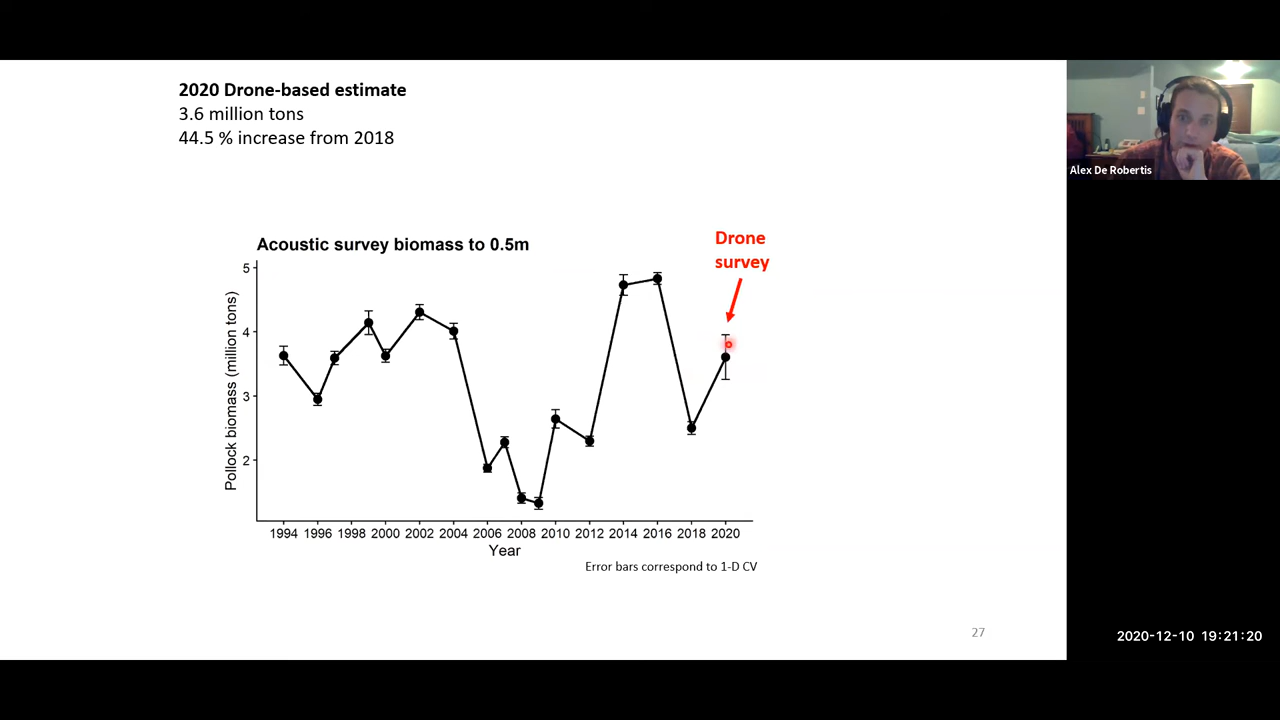 2020 Drone-based estimate
3.6 million tons
44.5 % increase from 2018
Alex De Robertis
Drone
survey
Acoustic survey biomass to 0.5m
Pollock biomass (million tons)
5
4
3
2
1994 1996 1998 2000 2002 2004 2006 2008 2010 2012 2014 2016 2018 2020
Year
Error bars correspond to 1-D CV
27
2020-12-10 19:21:20